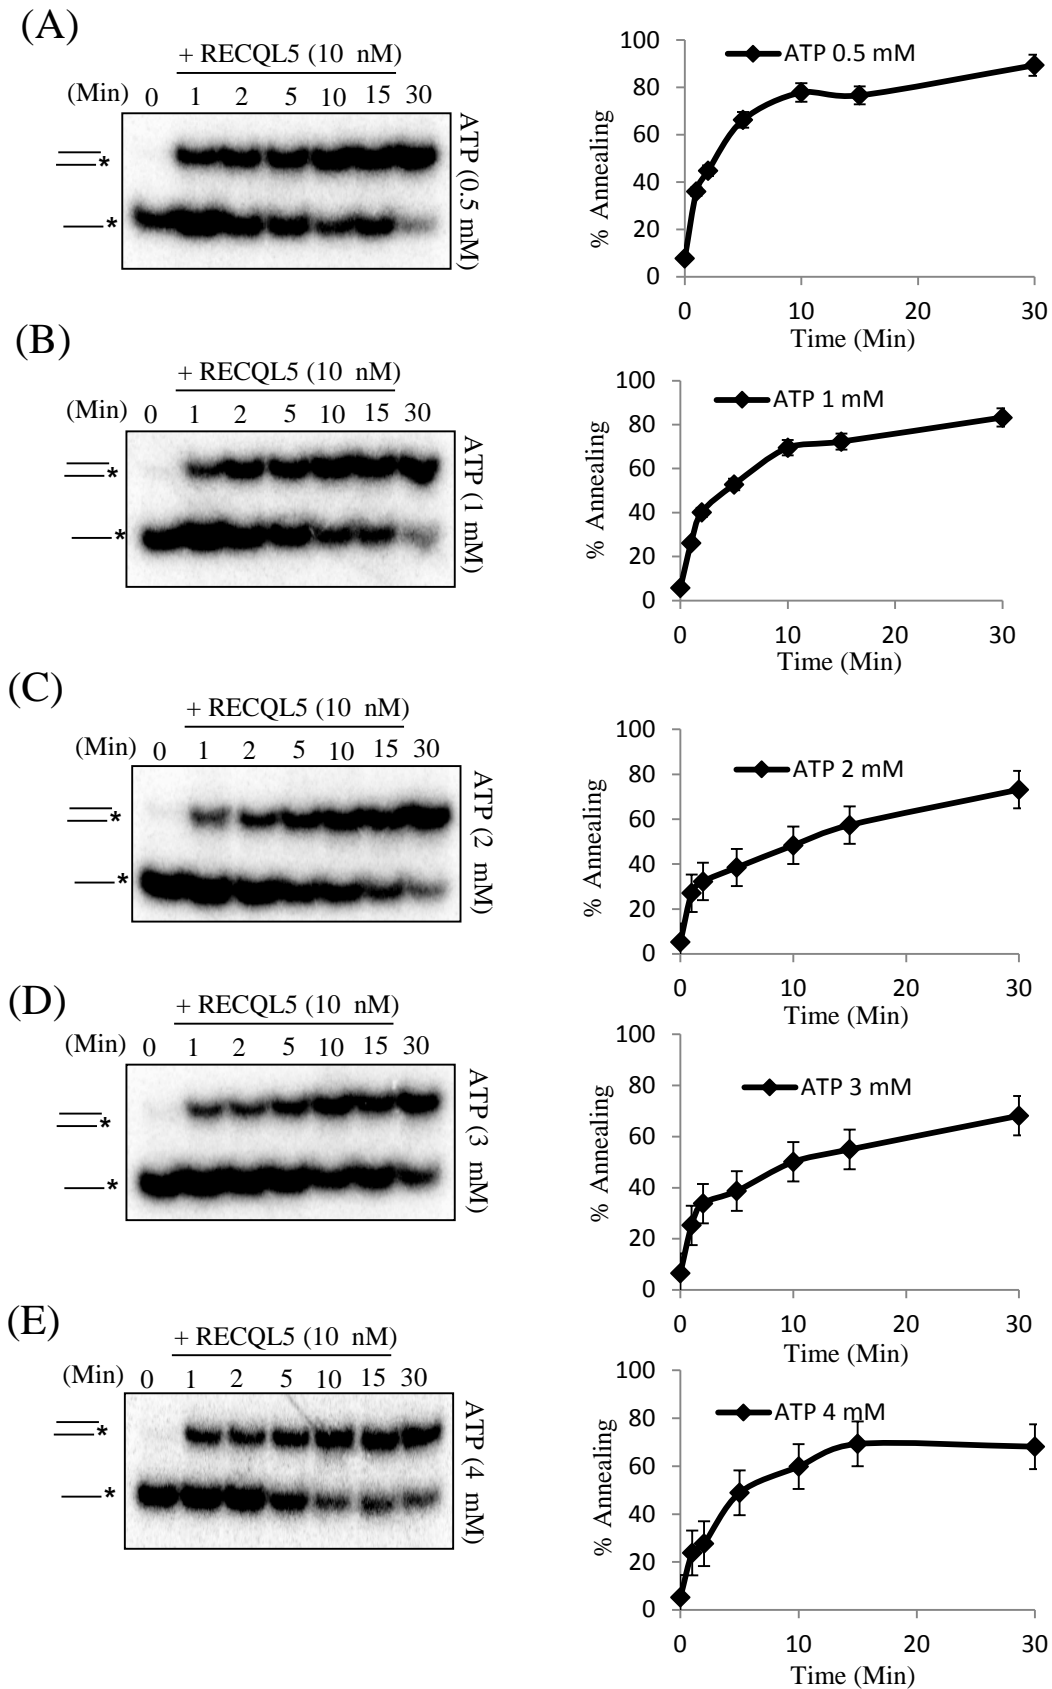 (A)
+ RECQL5 (10 nM)
(Min) 0 1 2 5 10 15 30
*
*
ATP (0.5 mM)
ATP 0.5 mM
100
80
60
40
20
0
% Annealing
0 10 20 30
Time (Min)
(B)
+ RECQL5 (10 nM)
(Min) 0 1 2 5 10 15 30
*
*
ATP (1 mM)
ATP 1 mM
100
80
60
40
20
0
% Annealing
0 10 20 30
Time (Min)
(C)
+ RECQL5 (10 nM)
(Min) 0 1 2 5 10 15 30
*
*
ATP (2 mM)
ATP 2 mM
100
80
60
40
20
0
% Annealing
0 10 20 30
Time (Min)
(D)
+ RECQL5 (10 nM)
(Min) 0 1 2 5 10 15 30
*
*
ATP (3 mM)
ATP 3 mM
100
80
60
40
20
0
% Annealing
0 10 20 30
Time (Min)
(E)
+ RECQL5 (10 nM)
(Min) 0 1 2 5 10 15 30
*
*
ATP (4 mM)
ATP 4 mM
100
80
60
40
20
0
% Annealing
0 10 20 30
Time (Min)